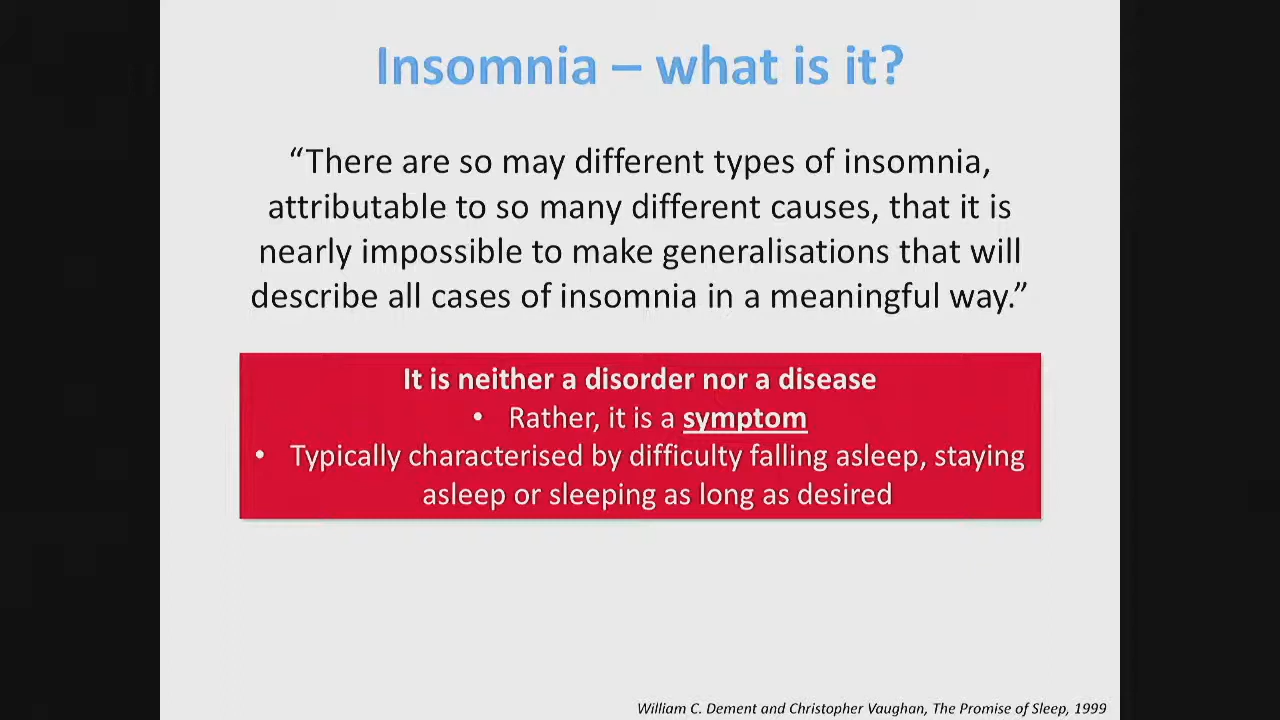 Insomnia – what is it?
“There are so may different types of insomnia,
attributable to so many different causes, that it is
nearly impossible to make generalisations that will
describe all cases of insomnia in a meaningful way.”
It is neither a disorder nor a disease
• Rather, it is a symptom
• Typically characterised by difficulty falling asleep, staying
asleep or sleeping as long as desired
William C. Dement and Christopher Vaughan, The Promise of Sleep, 1999